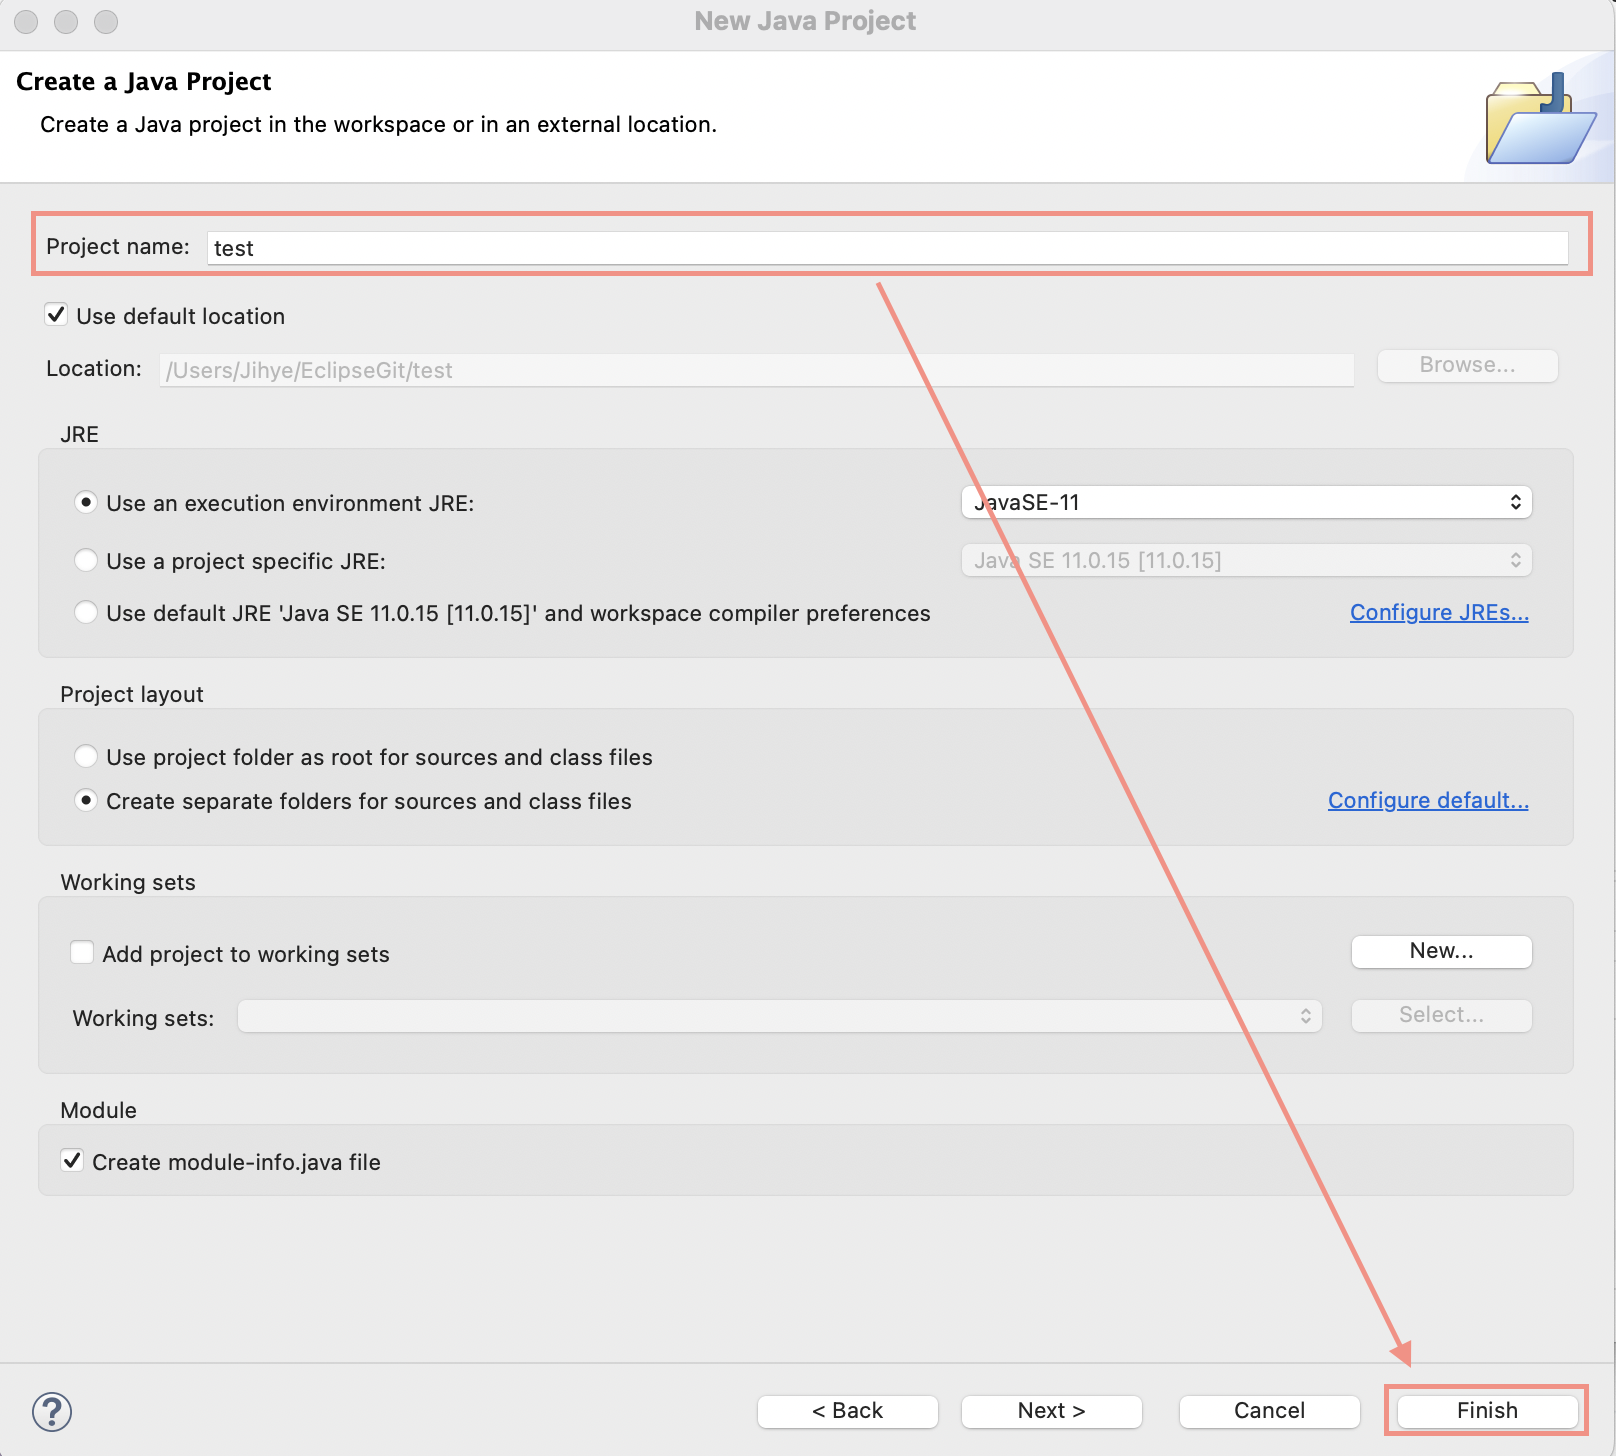 New Java Project
Create a Java Project
Create a Java project in the workspace or in an external location.
Project name: test
Use default location
Location: /Users/Jihye/EclipseGit/test Browse...
JRE
Use an execution environment JRE: JavaSE-11
Use a project specific JRE: Java SE 11.0.15 [11.0.15]
Use default JRE 'Java SE 11.0.15 [11.0.15]' and workspace compiler preferences Configure JREs...
Project layout
Use project folder as root for sources and class files
Create separate folders for sources and class files Configure default...
Working sets
Add project to working sets New...
Working sets: Select...
Module
Create module-info.java file
? < Back Next > Cancel Finish